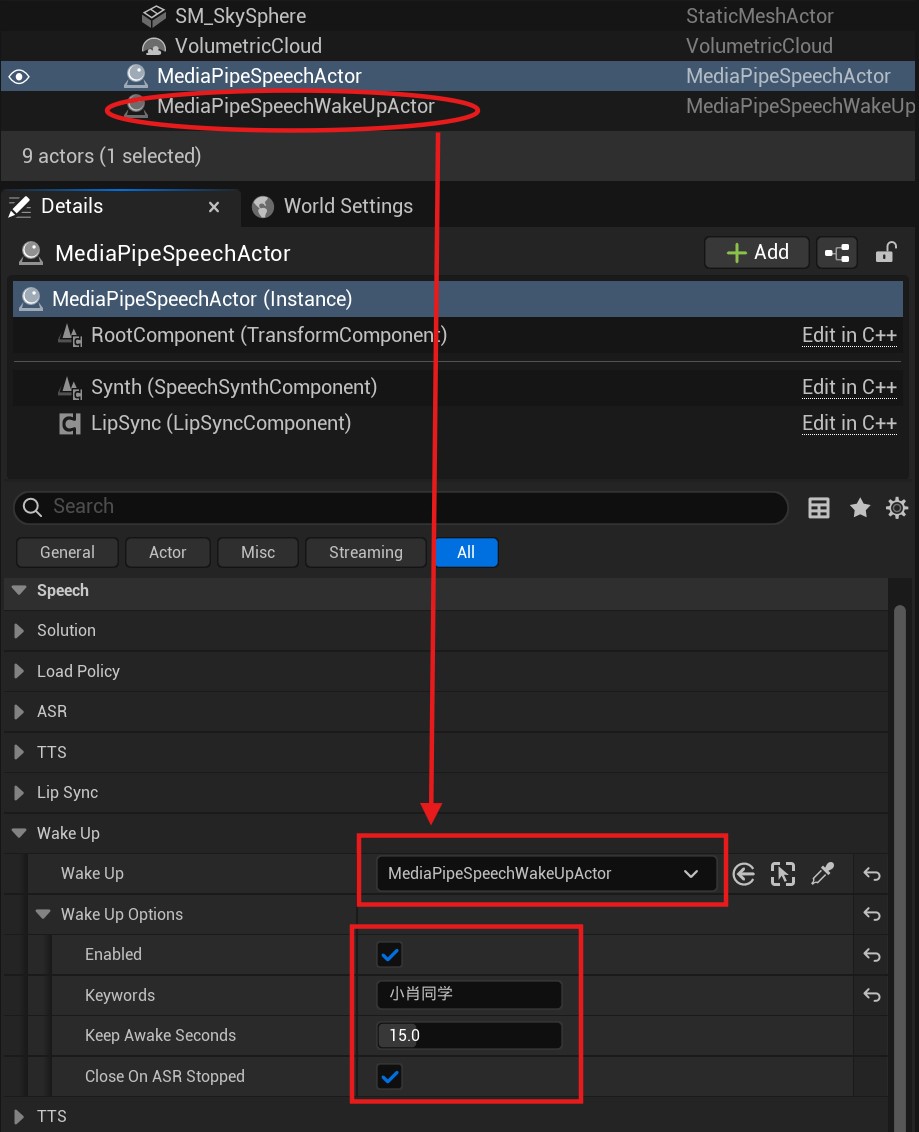 SM_SkySphere StaticMeshActor
VolumetricCloud VolumetricCloud
MediaPipeSpeechActor MediaPipeSpeechActor
MediaPipeSpeechWakeUpActor MediaPipeSpeechWakeUp
9 actors (1 selected)
Details × World Settings
MediaPipeSpeechActor + Add
MediaPipeSpeechActor (Instance)
RootComponent (TransformComponent) Edit in C++
Synth (SpeechSynthComponent) Edit in C++
LipSync (LipSyncComponent) Edit in C++
Search
General Actor Misc Streaming All
Speech
Solution
Load Policy
ASR
TTS
Lip Sync
Wake Up
Wake Up MediaPipeSpeechWakeUpActor
Wake Up Options
Enabled
Keywords 小肖同学
Keep Awake Seconds 15.0
Close On ASR Stopped
TTS